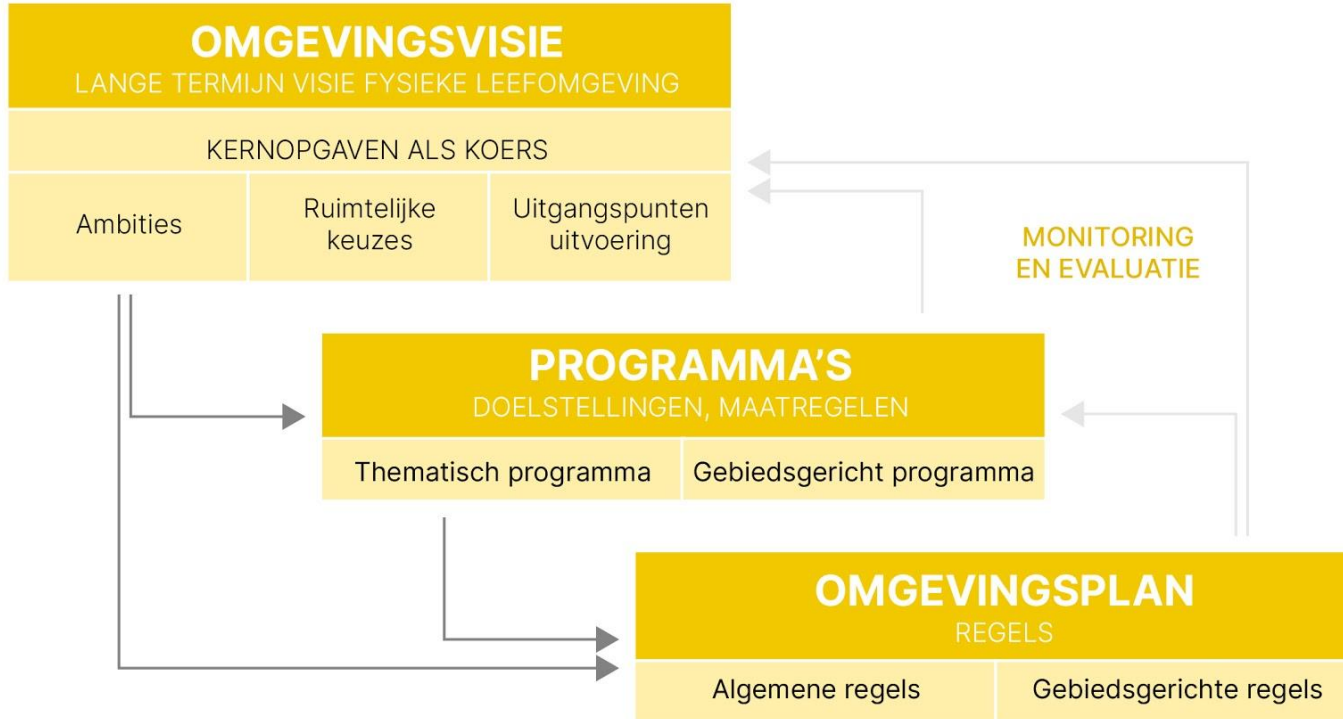 OMGEVINGSVISIE
LANGE TERMIJN VISIE FYSIEKE LEEFOMGEVING
KERNOPGAVEN ALS KOERS
Ambities
Ruimtelijke
keuzes
Uitgangspunten
uitvoering
MONITORING
EN EVALUATIE
PROGRAMMA'S
DOELSTELLINGEN, MAATREGELEN
Thematisch programma
Gebiedsgericht programma
OMGEVINGSPLAN
REGELS
Algemene regels
Gebiedsgerichte regels